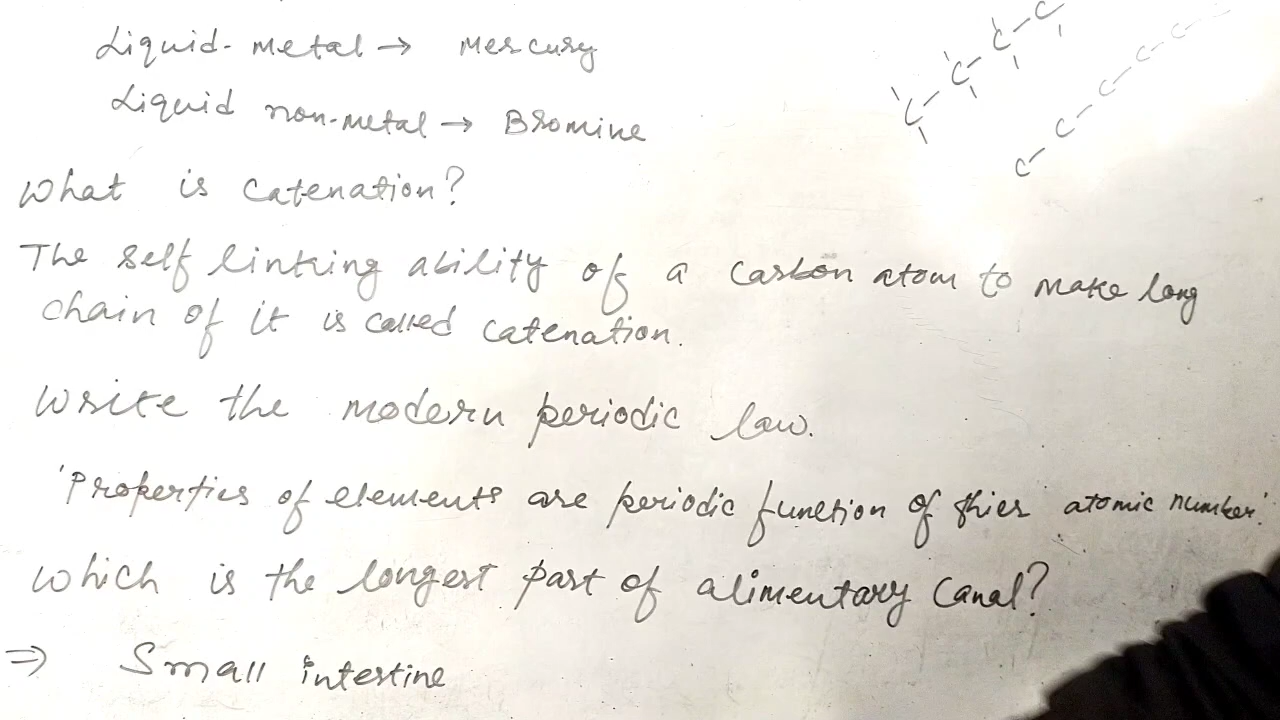 Liquid-metal → Mercury
Liquid non-metal → Bromine
What is Catenation?
The self linking ability of a carbon atom to make long
chain of it is called catenation.
Write the modern periodic law.
'Properties of elements are periodic function of thier atomic number.'
Which is the longest part of alimentary Canal?
⇒ Small intestine
C-C-C-C
C-C-C-C-C-